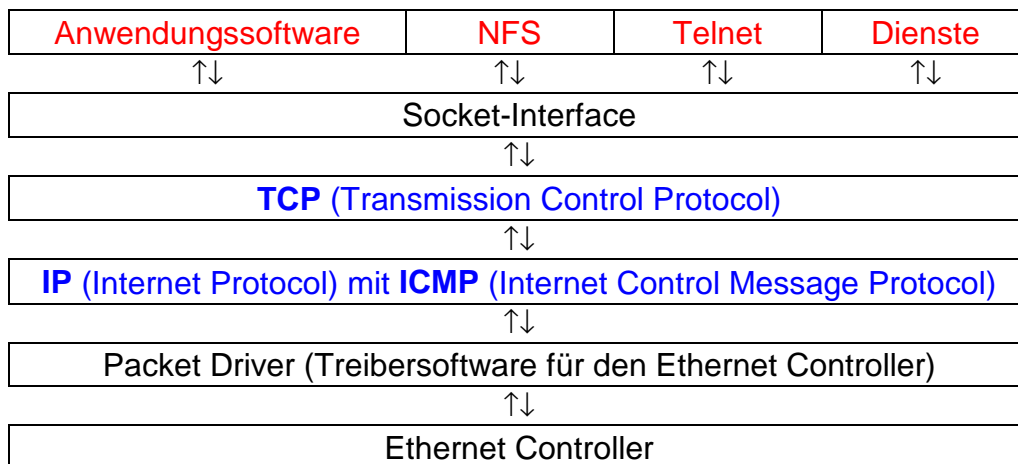 Anwendungssoftware NFS Telnet Dienste
↑↓ ↑↓ ↑↓ ↑↓
Socket-Interface
↑↓
TCP (Transmission Control Protocol)
↑↓
IP (Internet Protocol) mit ICMP (Internet Control Message Protocol)
↑↓
Packet Driver (Treibersoftware für den Ethernet Controller)
↑↓
Ethernet Controller